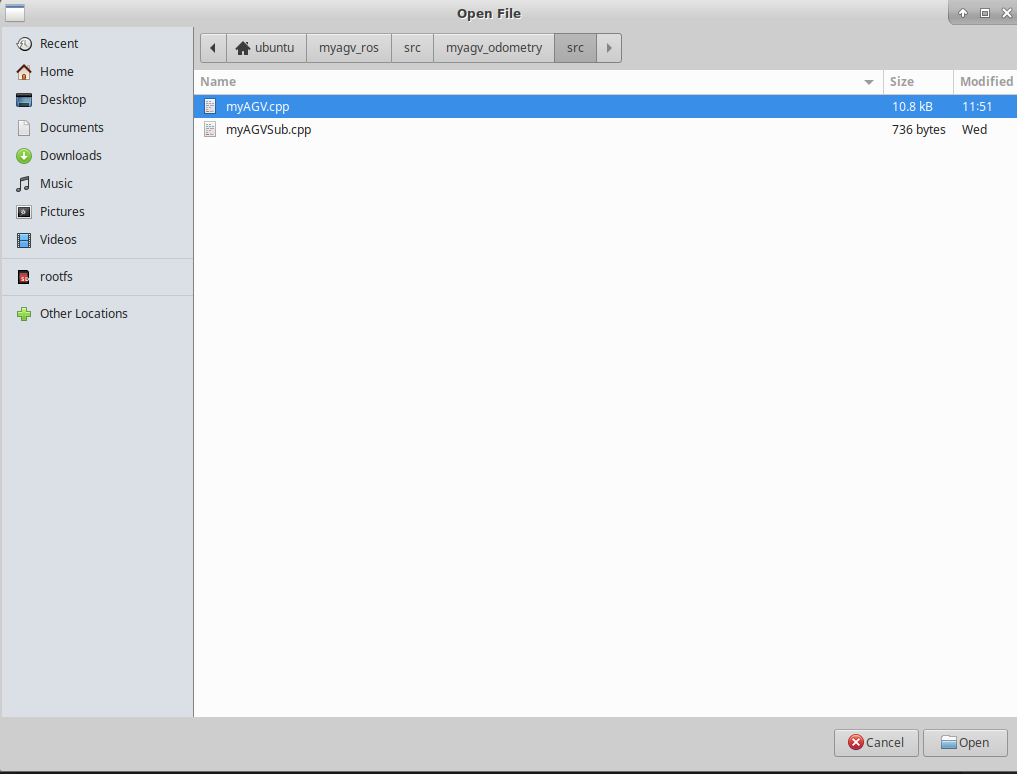 Open File
Recent
Home
Desktop
Documents
Downloads
Music
Pictures
Videos
rootfs
Other Locations
ubuntu myagv_ros src myagv_odometry src
Name Size Modified
myAGV.cpp 10.8 kB 11:51
myAGVSub.cpp 736 bytes Wed
Cancel Open